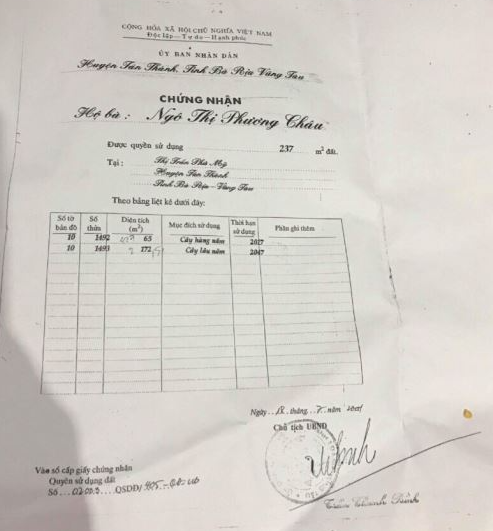 CỘNG HÒA XÃ HỘI CHỦ NGHĨA VIỆT NAM
Độc lập - Tự do - Hạnh phúc
ỦY BAN NHÂN DÂN
Huyện Tân Thành, Tỉnh Bà Rịa Vũng Tàu
CHỨNG NHẬN
Hộ bà : Ngô Thị Phương Châu
Được quyền sử dụng 237 m² đất.
Tại : Thị Trấn Phú Mỹ
Huyện Tân Thành
Tỉnh Bà Rịa - Vũng Tàu
Theo bảng liệt kê dưới đây:
Số tờ bản đồ Số thửa Diện tích (m²) Mục đích sử dụng Thời hạn sử dụng Phần ghi thêm
10 1492 65 Cây hàng năm 2017
10 1493 172 Cây lâu năm 2047
Ngày 18 tháng 7 năm
Chủ tịch UBND
Vào sổ cấp giấy chứng nhận
Quyền sử dụng đất
Số QSDĐ/